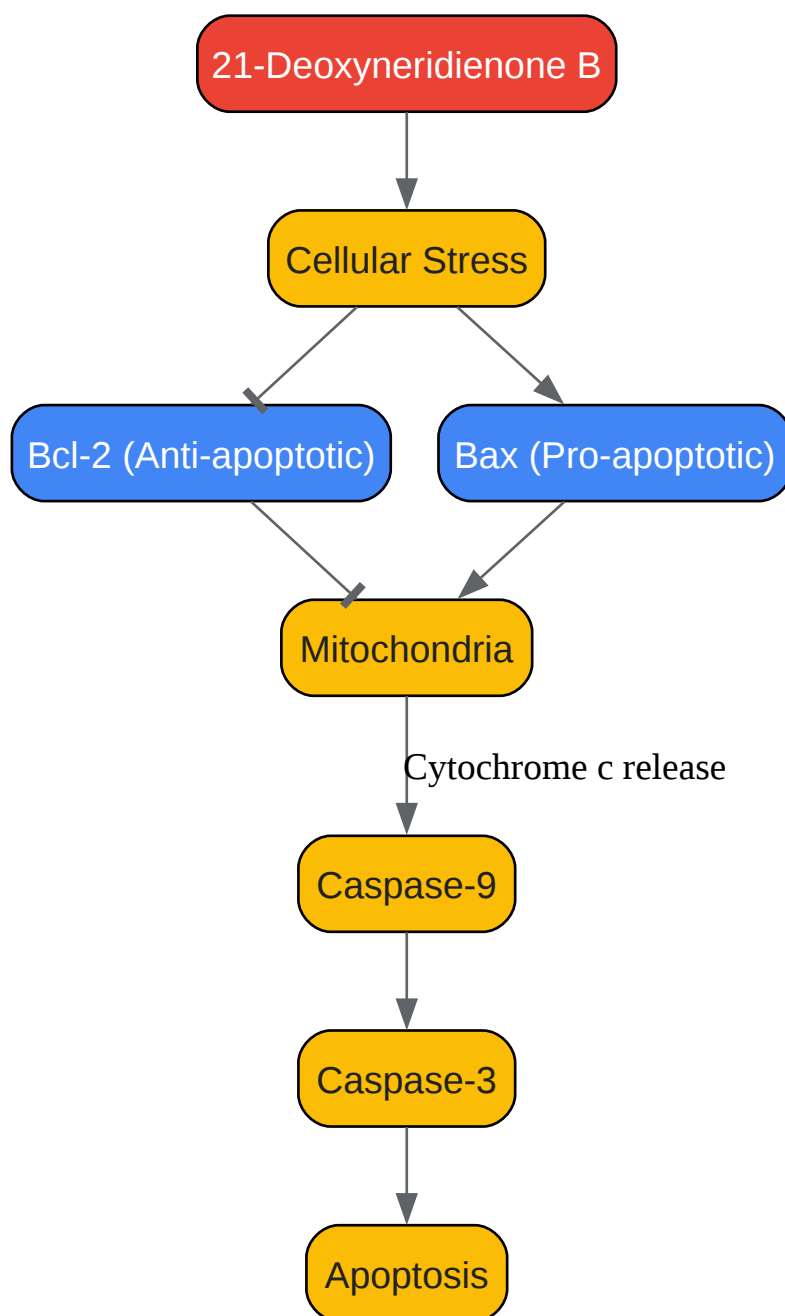 21-Deoxyneridienone B
Cellular Stress
Bcl-2 (Anti-apoptotic)
Bax (Pro-apoptotic)
Mitochondria
Cytochrome c release
Caspase-9
Caspase-3
Apoptosis